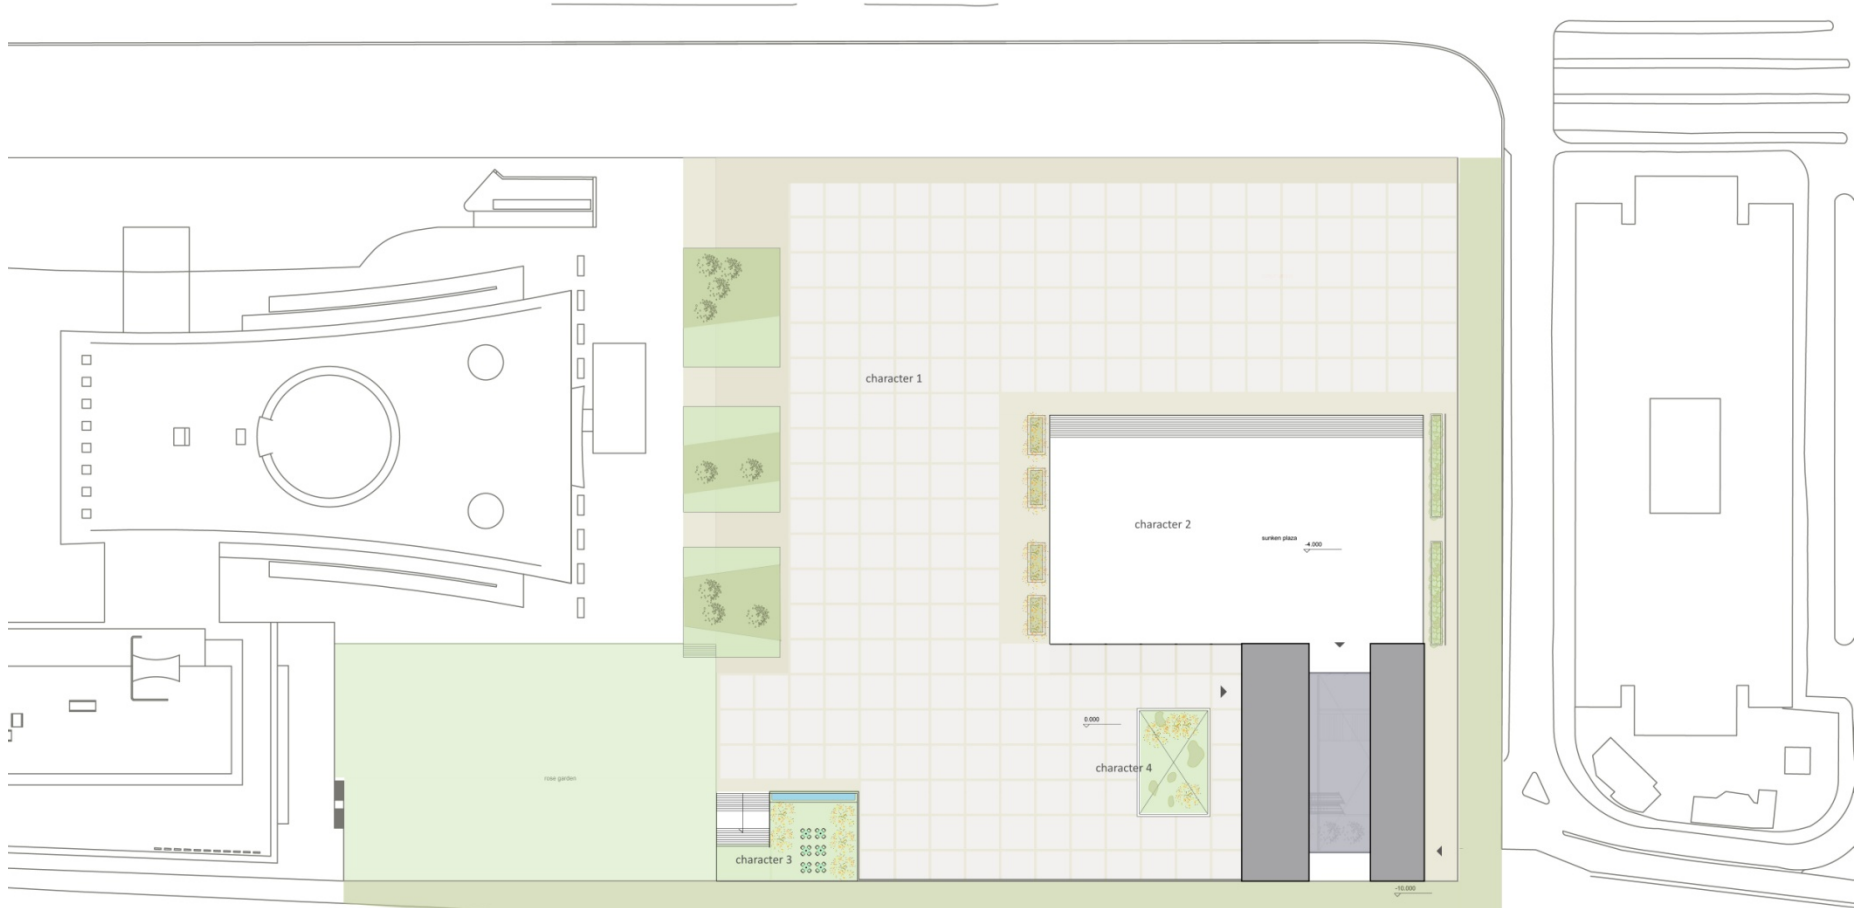 character 1
character 2
sunken plaza
-4.000
0.000
character 4
rose garden
character 3
-10.000